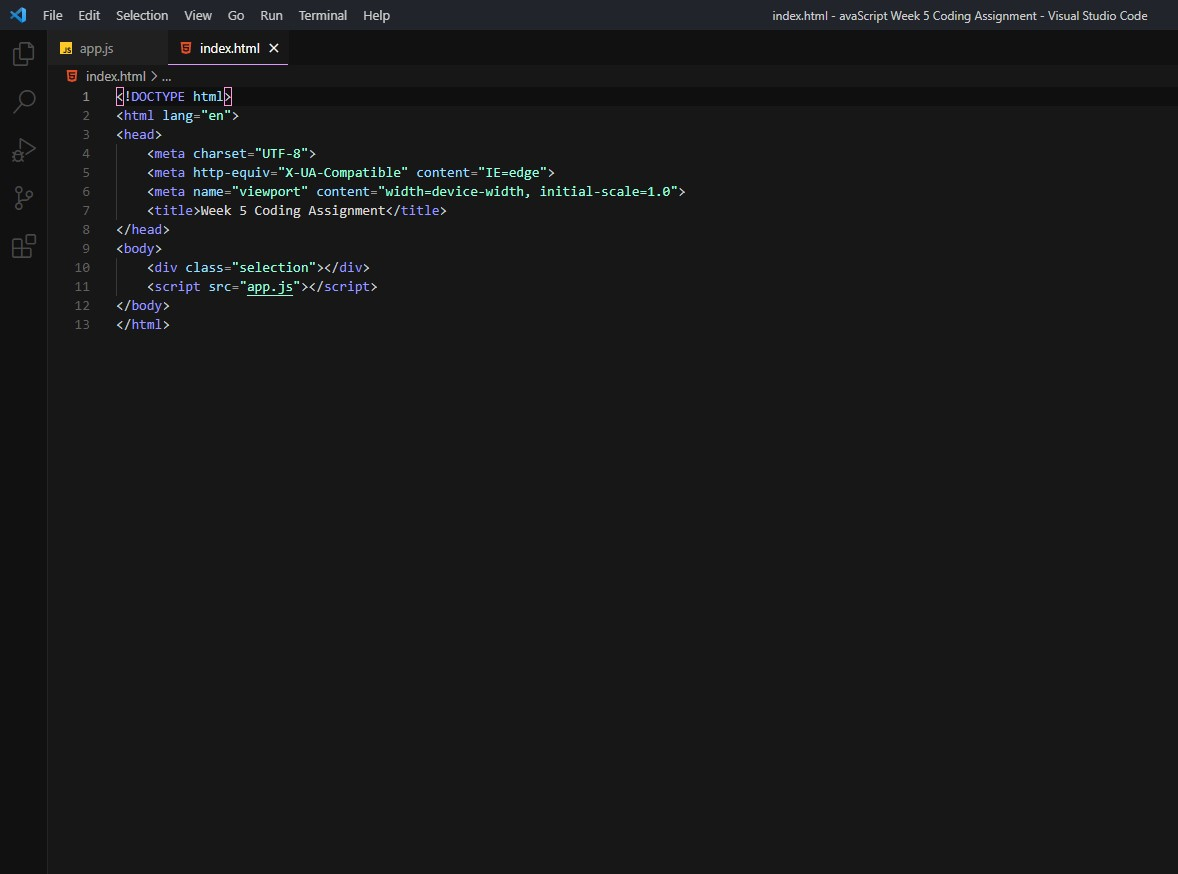 File Edit Selection View Go Run Terminal Help index.html - avaScript Week 5 Coding Assignment - Visual Studio Code
JS app.js index.html
index.html > ...
1 <!DOCTYPE html>
2 <html lang="en">
3 <head>
4 <meta charset="UTF-8">
5 <meta http-equiv="X-UA-Compatible" content="IE=edge">
6 <meta name="viewport" content="width=device-width, initial-scale=1.0">
7 <title>Week 5 Coding Assignment</title>
8 </head>
9 <body>
10 <div class="selection"></div>
11 <script src="app.js"></script>
12 </body>
13 </html>